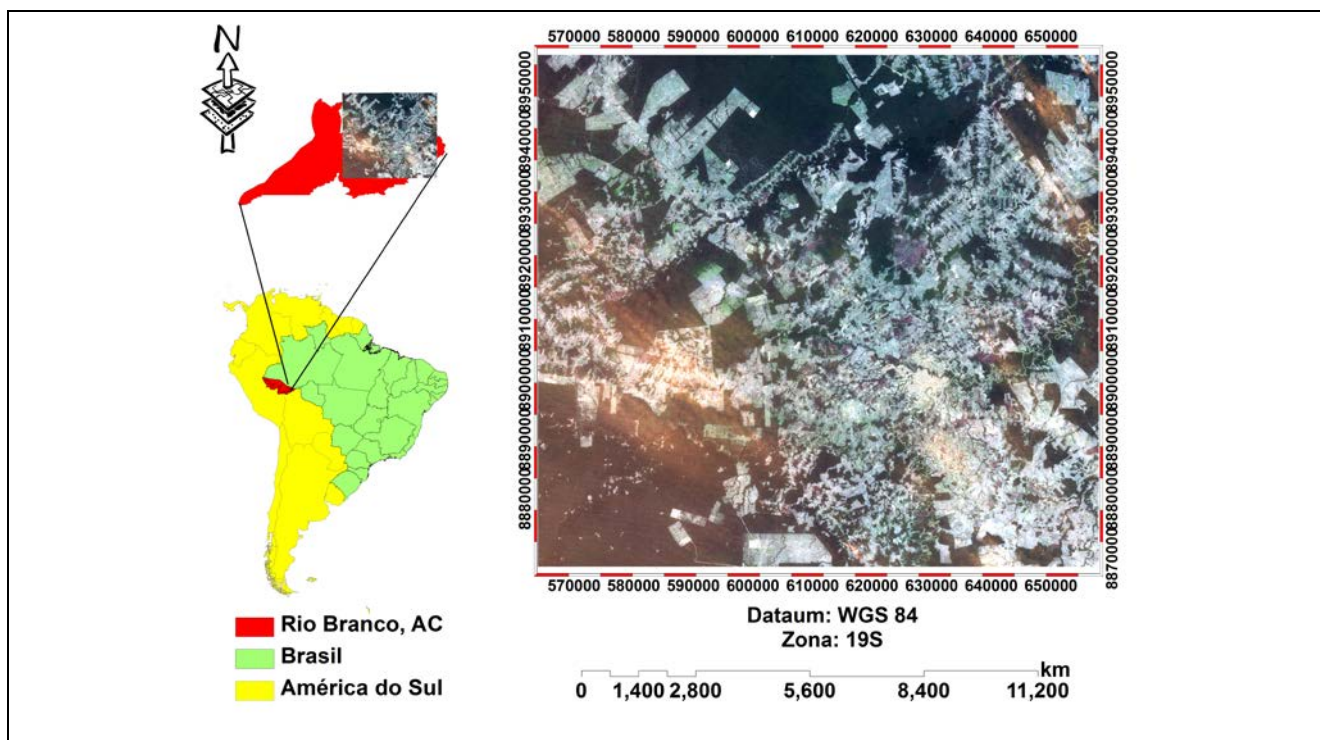 N
570000 580000 590000 600000 610000 620000 630000 640000 650000
8950000
8940000
8930000
8920000
8910000
8900000
8890000
8880000
8950000
8940000
8930000
8920000
8910000
8900000
8890000
8880000
8870000
570000 580000 590000 600000 610000 620000 630000 640000 650000
Rio Branco, AC
Brasil
América do Sul
Dataum: WGS 84
Zona: 19S
km
0 1,400 2,800 5,600 8,400 11,200